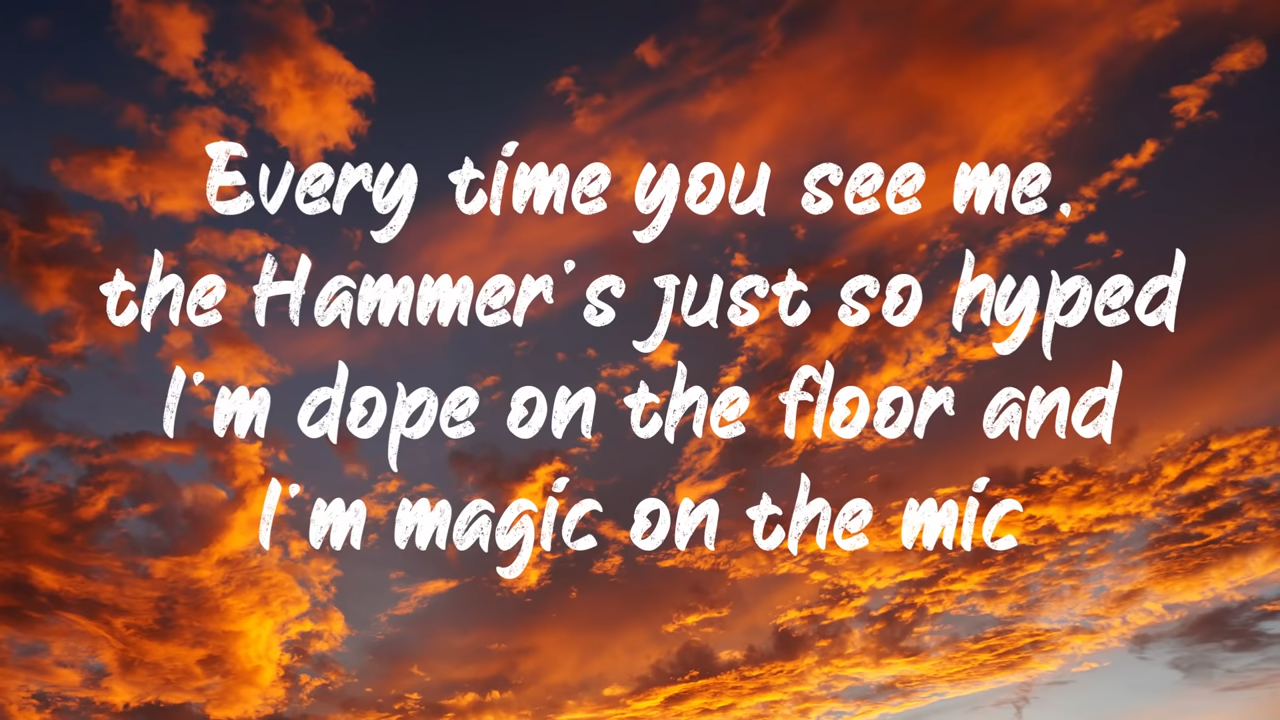 Every time you see me,
the Hammer's just so hyped
I'm dope on the floor and
I'm magic on the mic